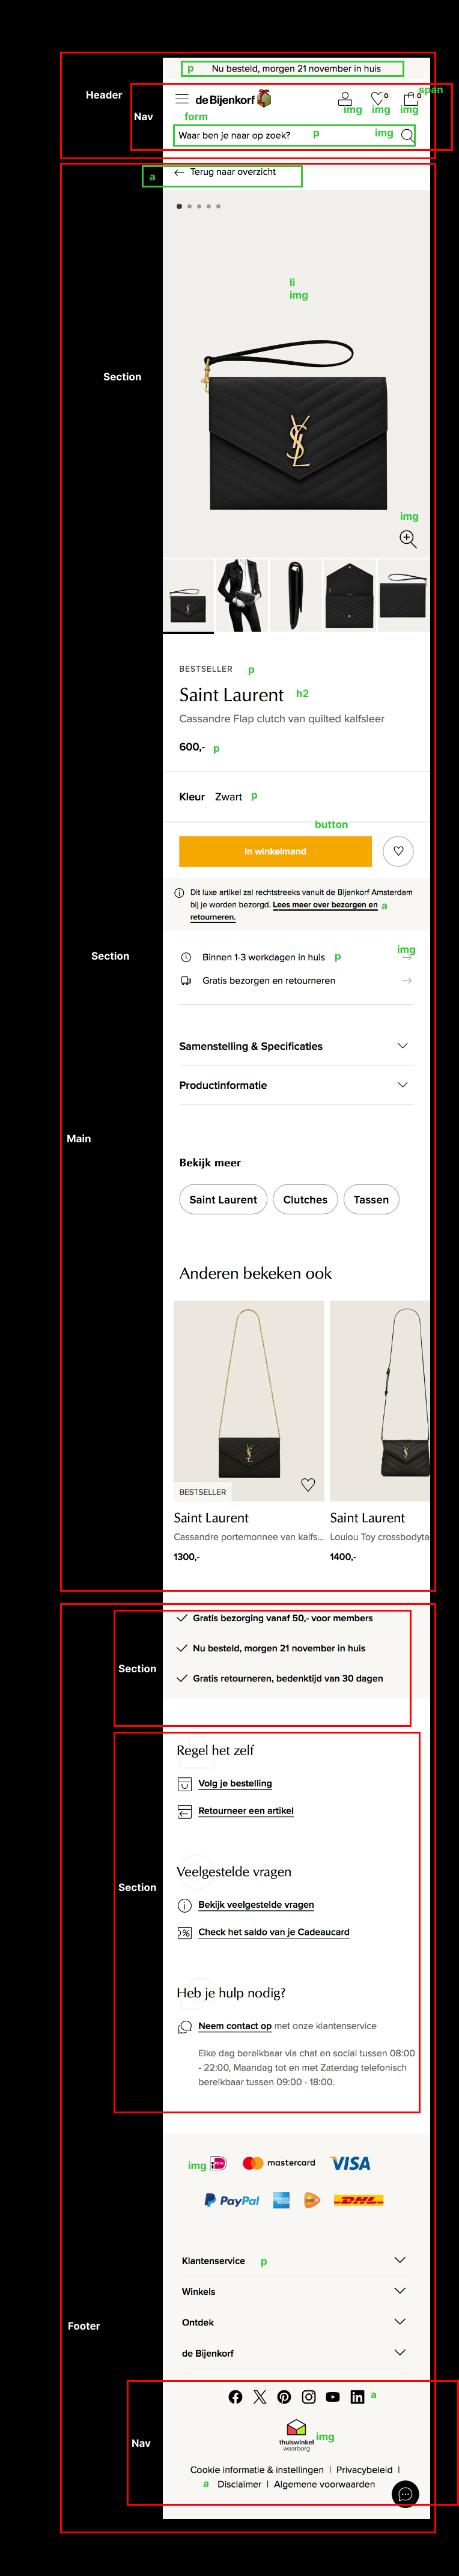 p Nu besteld, morgen 21 november in huis
Header
Nav
de Bijenkorf
0
0
span
img img img
form
Waar ben je naar op zoek? p img
a Terug naar overzicht
li
img
Section
img
BESTSELLER p
Saint Laurent h2
Cassandre Flap clutch van quilted kalfsleer
600,- p
Kleur Zwart p
button
In winkelmand
Dit luxe artikel zal rechtstreeks vanuit de Bijenkorf Amsterdam
bij je worden bezorgd. Lees meer over bezorgen en a
retourneren.
Section
Binnen 1-3 werkdagen in huis p img
Gratis bezorgen en retourneren
Samenstelling & Specificaties
Productinformatie
Main
Bekijk meer
Saint Laurent Clutches Tassen
Anderen bekeken ook
BESTSELLER
Saint Laurent Saint Laurent
Cassandre portemonnee van kalfs... Loulou Toy crossbodytas
1300,- 1400,-
Gratis bezorging vanaf 50,- voor members
Nu besteld, morgen 21 november in huis
Section
Gratis retourneren, bedenktijd van 30 dagen
Regel het zelf
Volg je bestelling
Retourneer een artikel
Veelgestelde vragen
Section
Bekijk veelgestelde vragen
Check het saldo van je Cadeaucard
Heb je hulp nodig?
Neem contact op met onze klantenservice
Elke dag bereikbaar via chat en social tussen 08:00
- 22:00, Maandag tot en met Zaterdag telefonisch
bereikbaar tussen 09:00 - 18:00.
img iDEAL mastercard VISA
PayPal DHL
Klantenservice p
Winkels
Ontdek
Footer
de Bijenkorf
a
Nav
thuiswinkel img
waarborg
Cookie informatie & instellingen | Privacybeleid |
a Disclaimer | Algemene voorwaarden